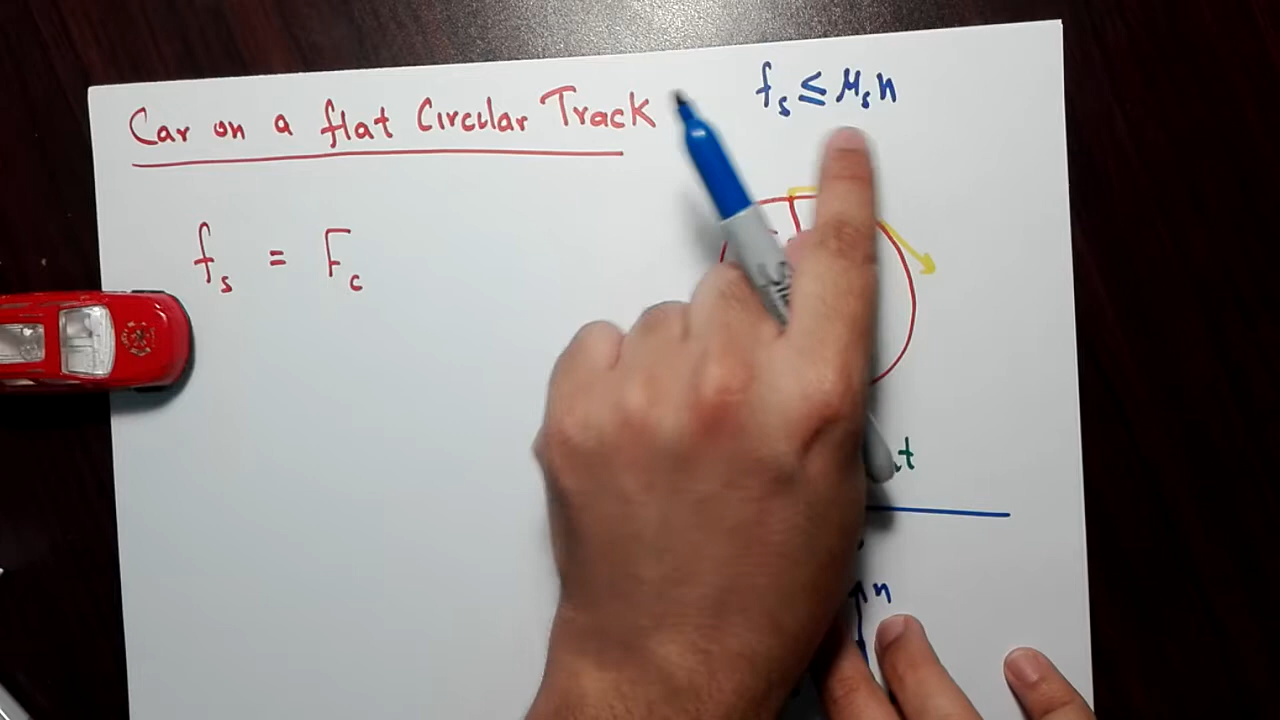 Car on a flat Circular Track
fs ≤ μs n
fs = Fc
n